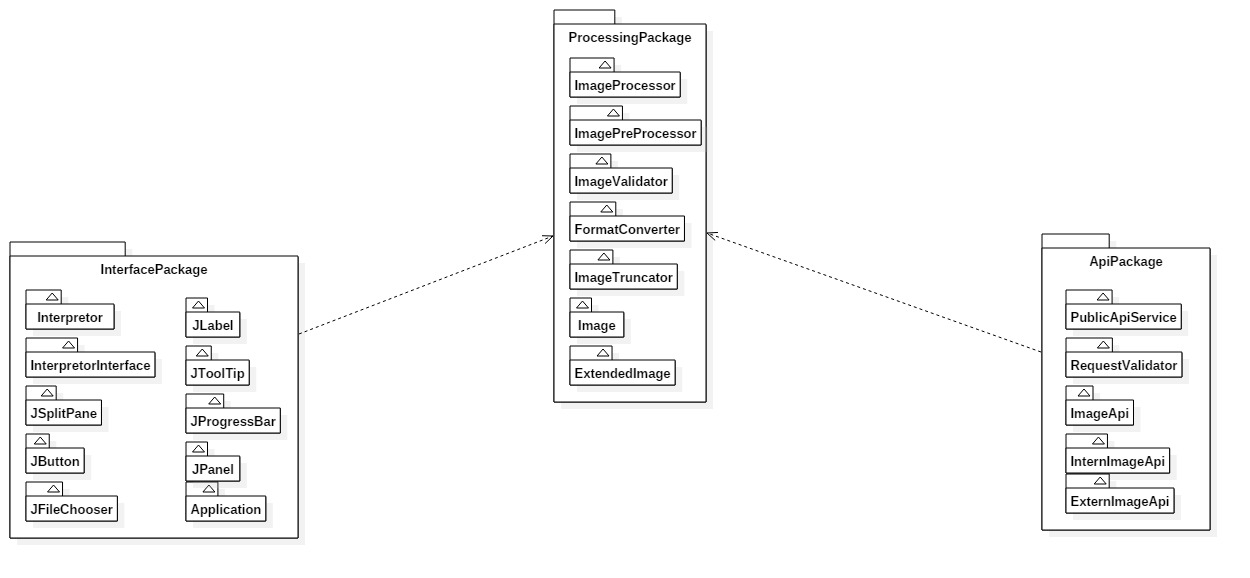 ProcessingPackage
ImageProcessor
ImagePreProcessor
ImageValidator
FormatConverter
ImageTruncator
Image
ExtendedImage
InterfacePackage
Interpretor
InterpretorInterface
JSplitPane
JButton
JFileChooser
JLabel
JToolTip
JProgressBar
JPanel
Application
ApiPackage
PublicApiService
RequestValidator
ImageApi
InternImageApi
ExternImageApi